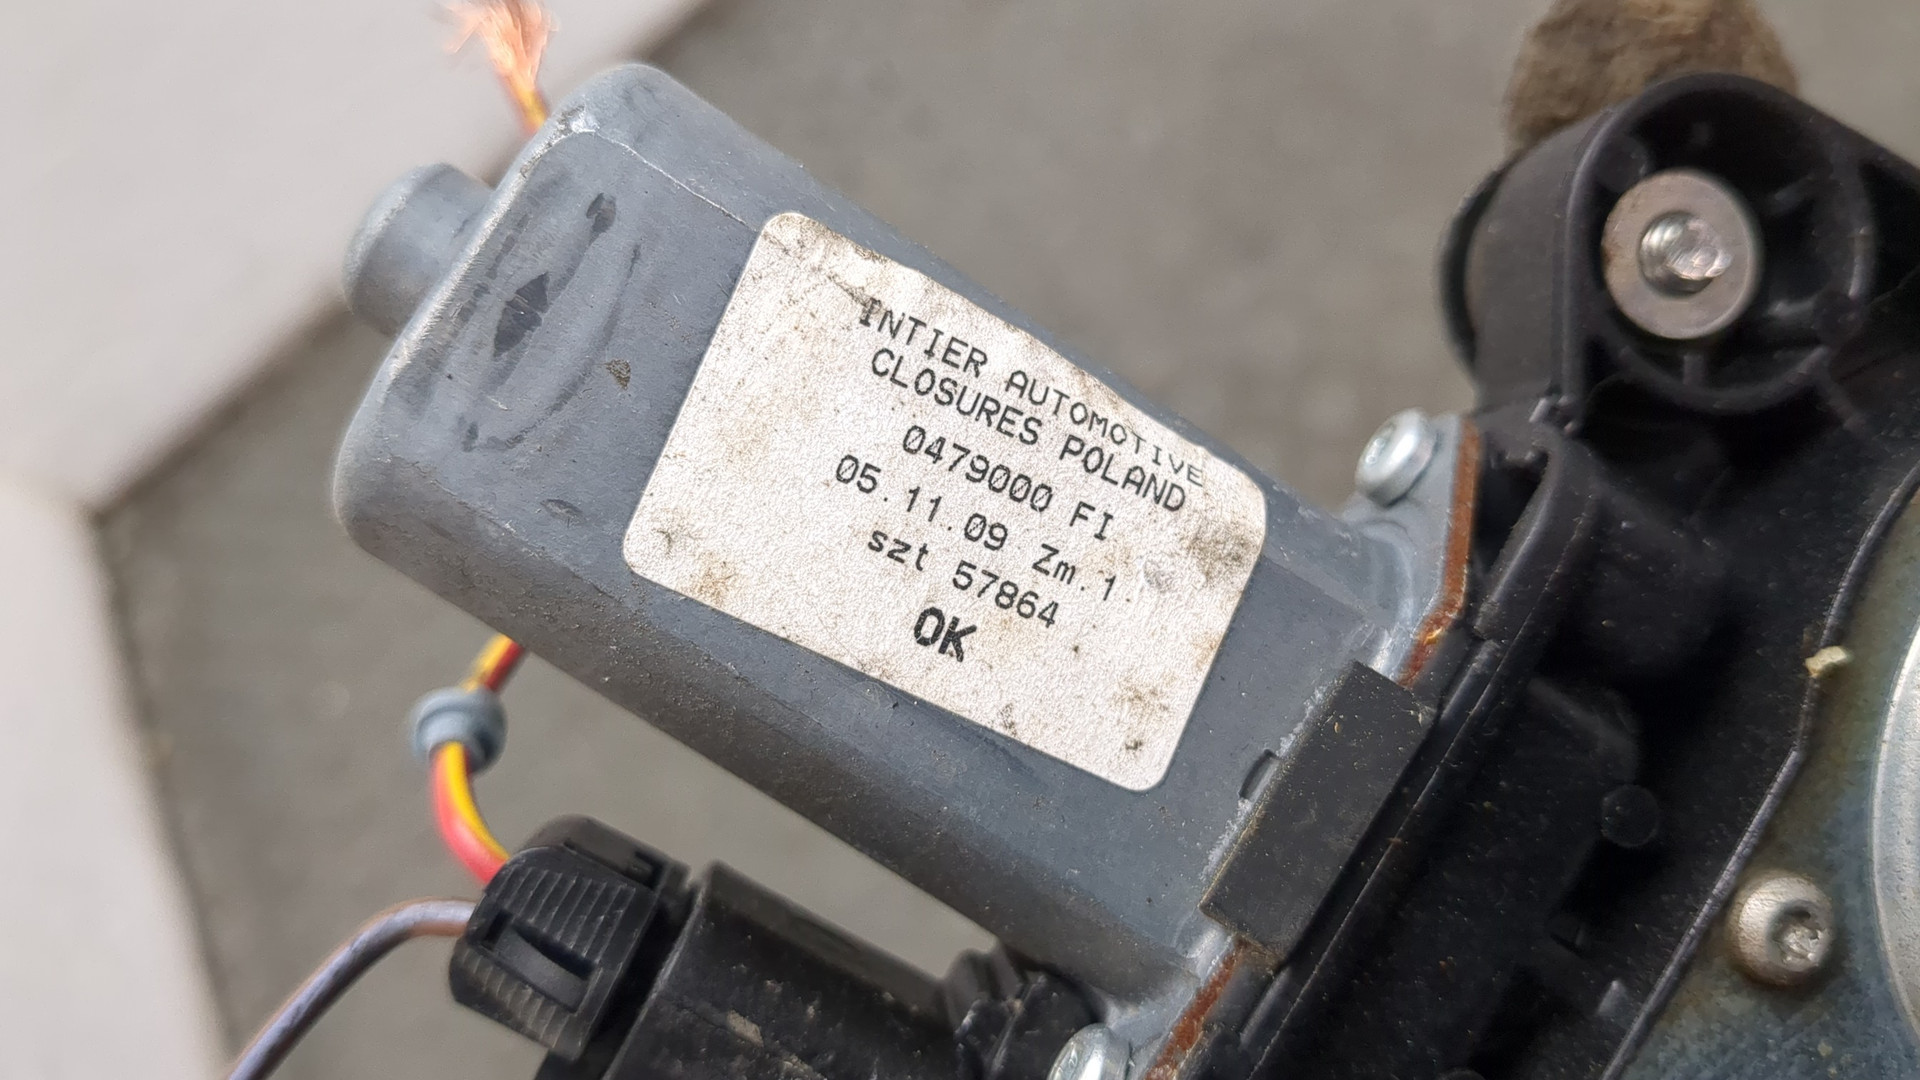 INTIER AUTOMOTIVE
CLOSURES POLAND
0479000 FI
05.11.09 Zm.1.
szt 57864
OK